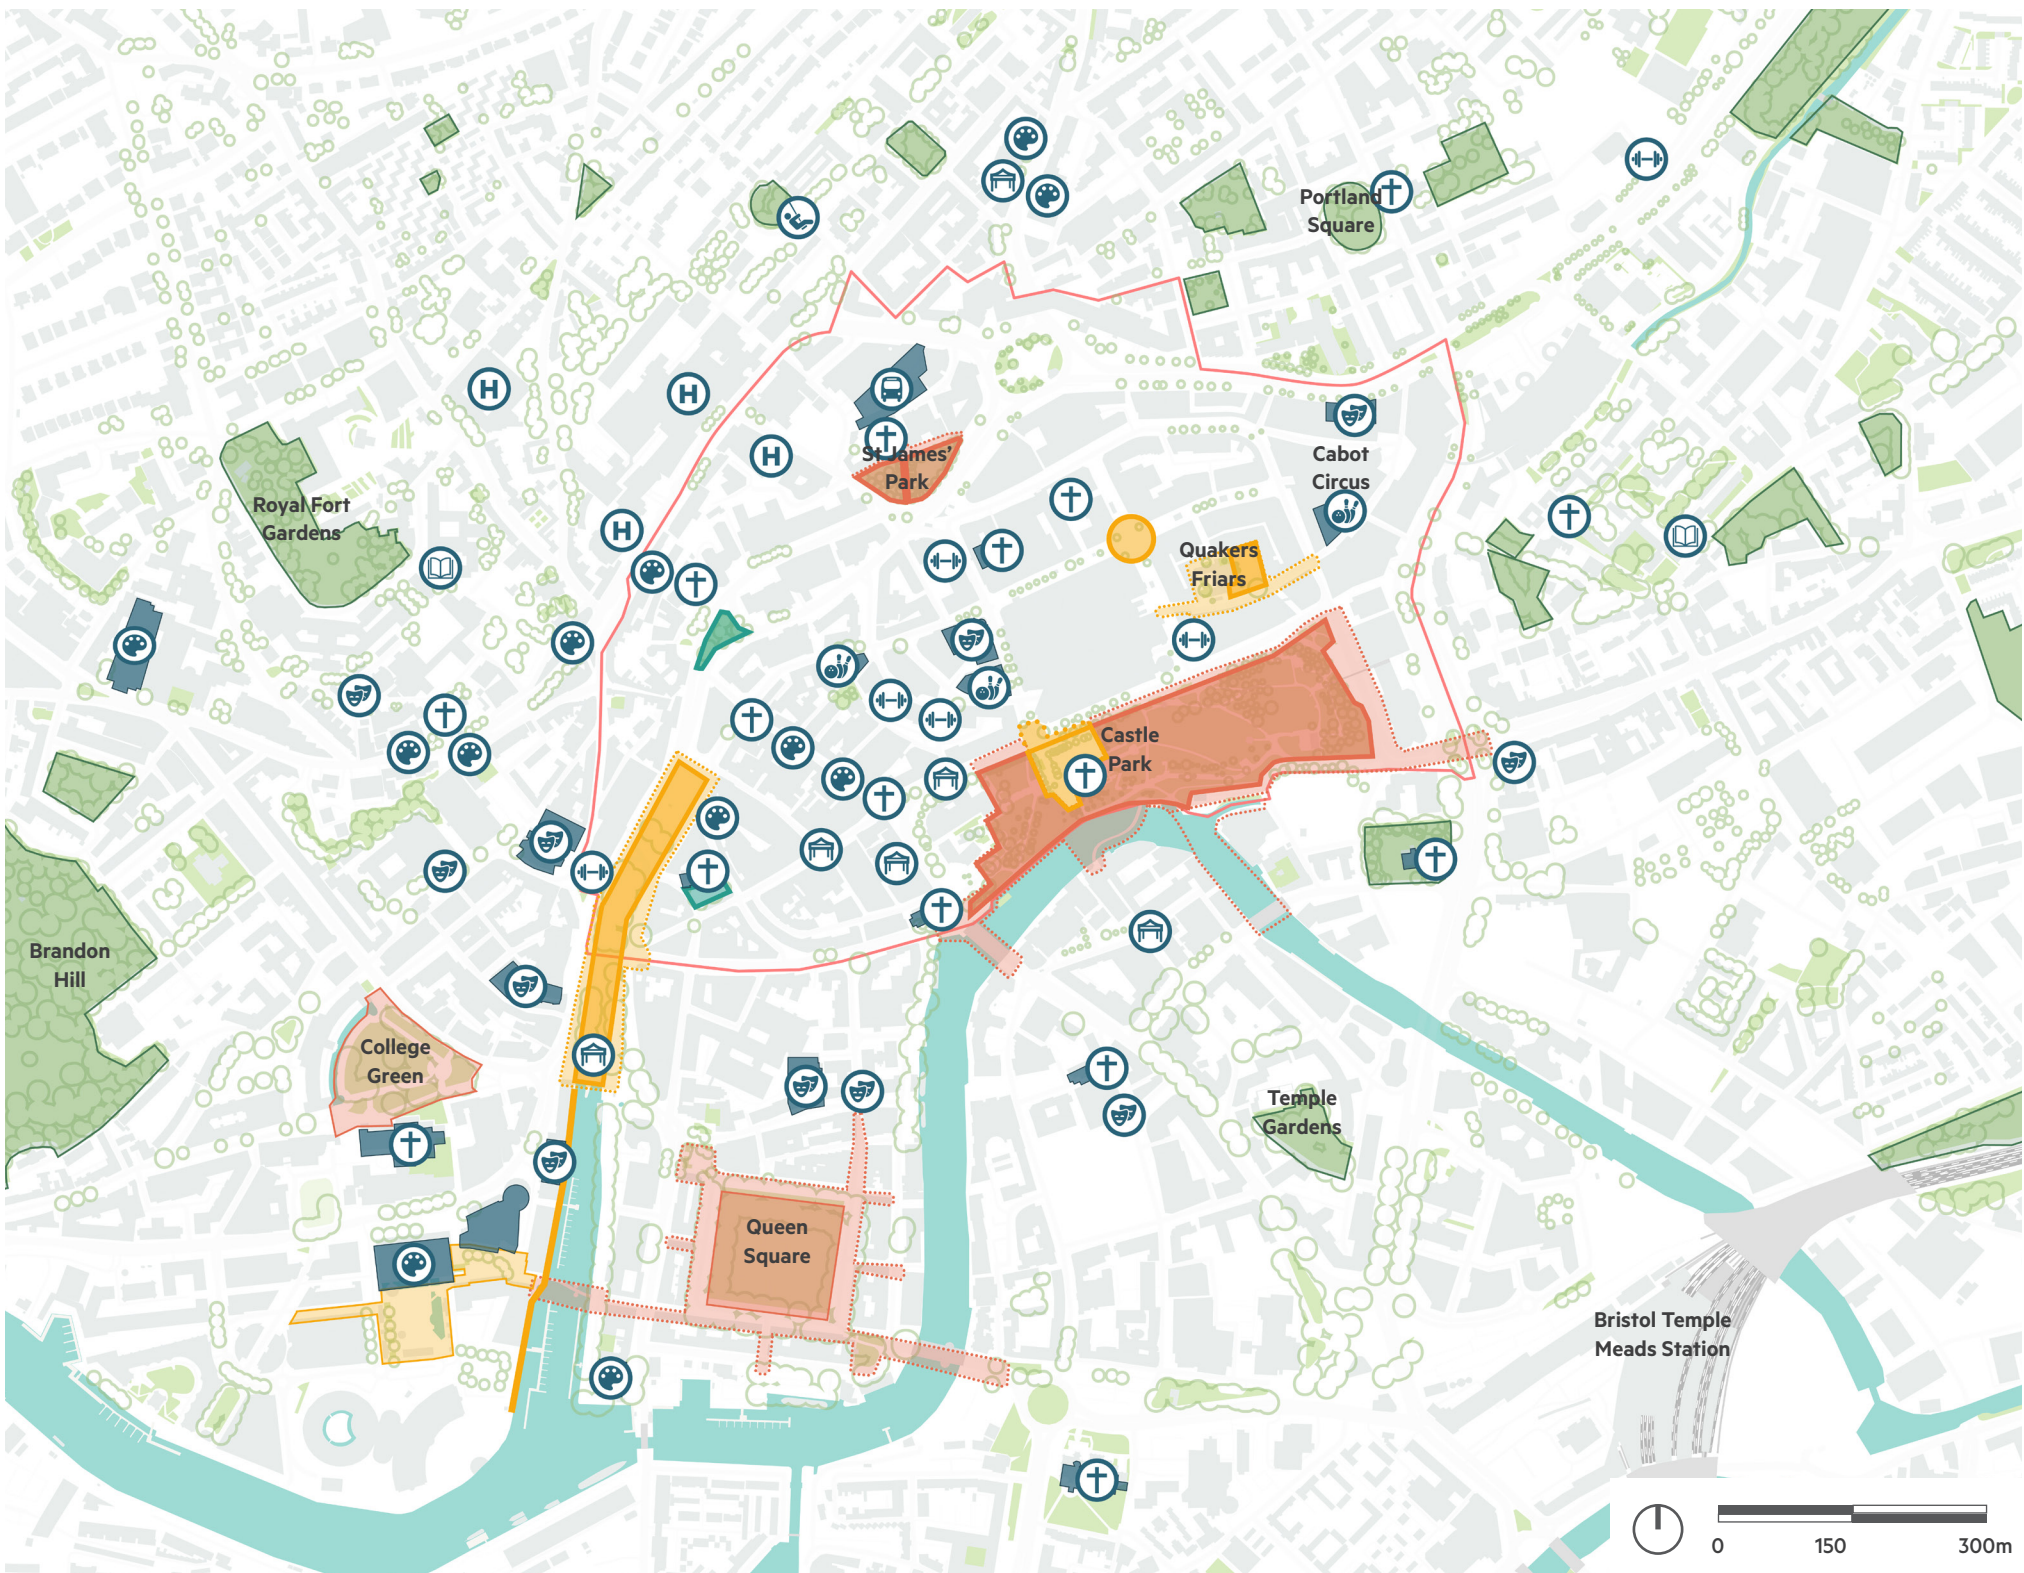 Portland
Square
H
H
St James'
Park
Cabot
Circus
H
Royal Fort
Gardens
H
Quakers
Friars
Castle
Park
Brandon
Hill
College
Green
Temple
Gardens
Queen
Square
Bristol Temple
Meads Station
0 150 300m